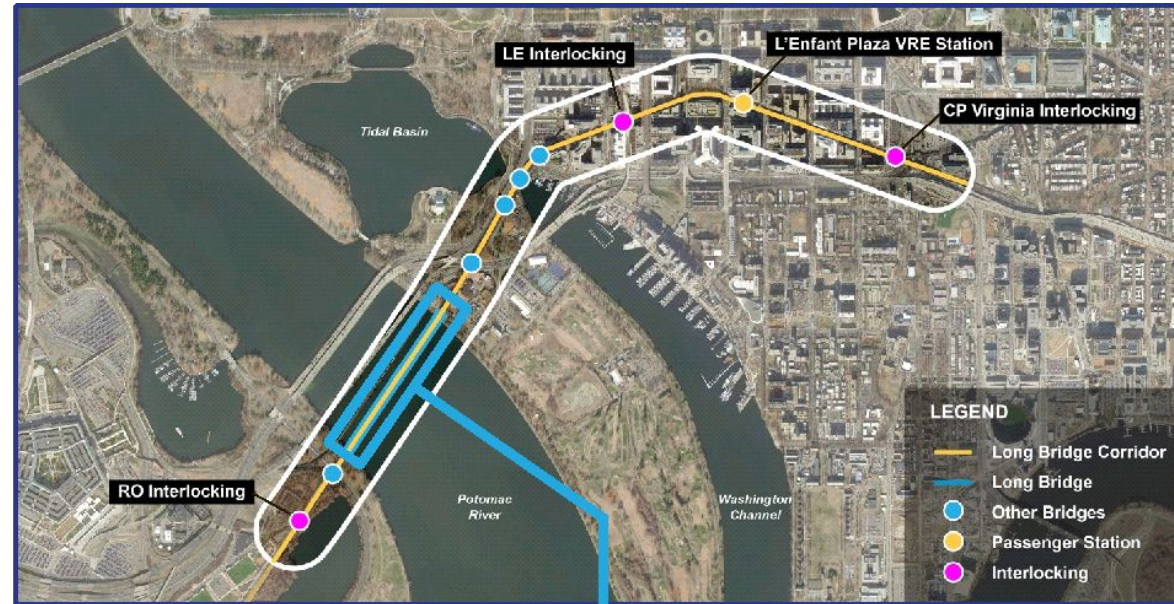 L'Enfant Plaza VRE Station
LE Interlocking
CP Virginia Interlocking
Tidal Basin
RO Interlocking
Potomac
River
Washington
Channel
LEGEND
Long Bridge Corridor
Long Bridge
Other Bridges
Passenger Station
Interlocking